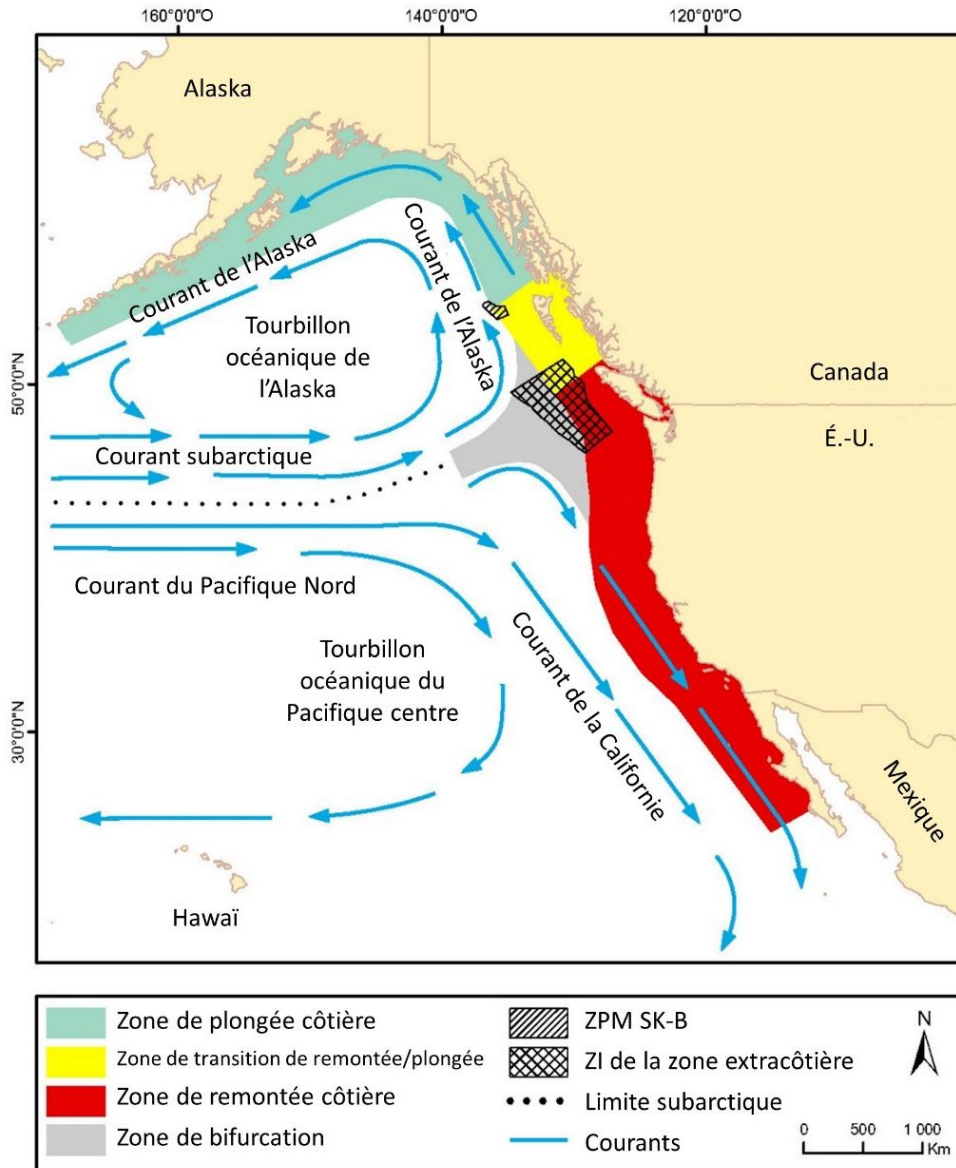 160°0'0"O
140°0'0"O
120°0'0"O
50°0'0"N
30°0'0"N
Alaska
Courant de l'Alaska
Courant de l'Alaska
Tourbillon
océanique de
l'Alaska
Canada
É.-U.
Courant subarctique
Courant du Pacifique Nord
Tourbillon
océanique du
Pacifique centre
Courant de la Californie
Mexique
Hawaï
Zone de plongée côtière
Zone de transition de remontée/plongée
Zone de remontée côtière
Zone de bifurcation
ZPM SK-B
ZI de la zone extracôtière
Limite subarctique
Courants
N
0 500 1 000
Km